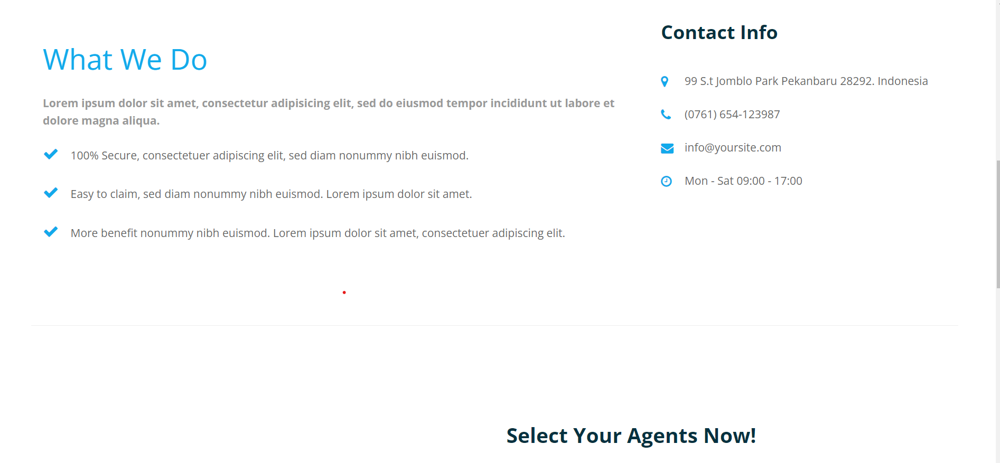 What We Do
Lorem ipsum dolor sit amet, consectetur adipisicing elit, sed do eiusmod tempor incididunt ut labore et
dolore magna aliqua.
100% Secure, consectetuer adipiscing elit, sed diam nonummy nibh euismod.
Easy to claim, sed diam nonummy nibh euismod. Lorem ipsum dolor sit amet.
More benefit nonummy nibh euismod. Lorem ipsum dolor sit amet, consectetuer adipiscing elit.
Contact Info
99 S.t Jomblo Park Pekanbaru 28292. Indonesia
(0761) 654-123987
info@yoursite.com
Mon - Sat 09:00 - 17:00
Select Your Agents Now!